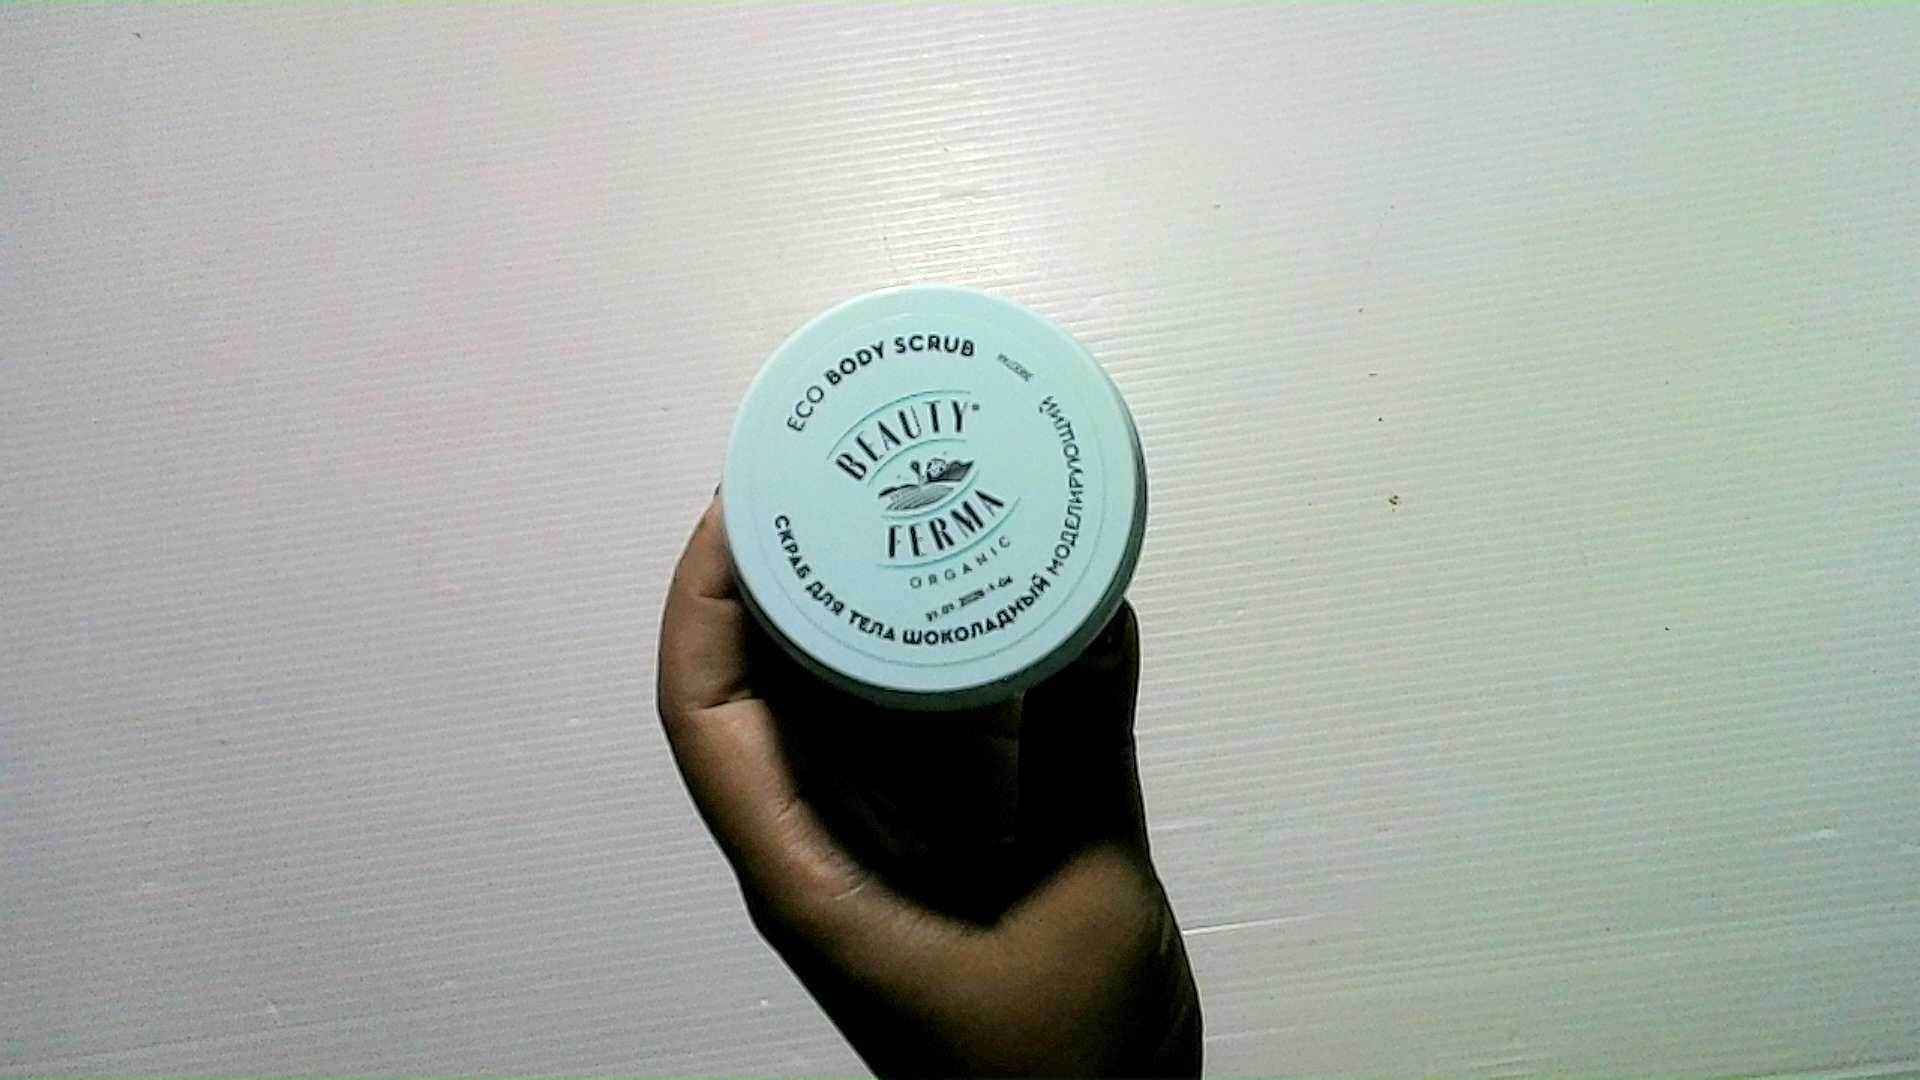 ECO BODY SCRUB
BEAUTY®
FERMA
ORGANIC
СКРАБ ДЛЯ ТЕЛА ШОКОЛАДНЫЙ МОДЕЛИРУЮЩИЙ